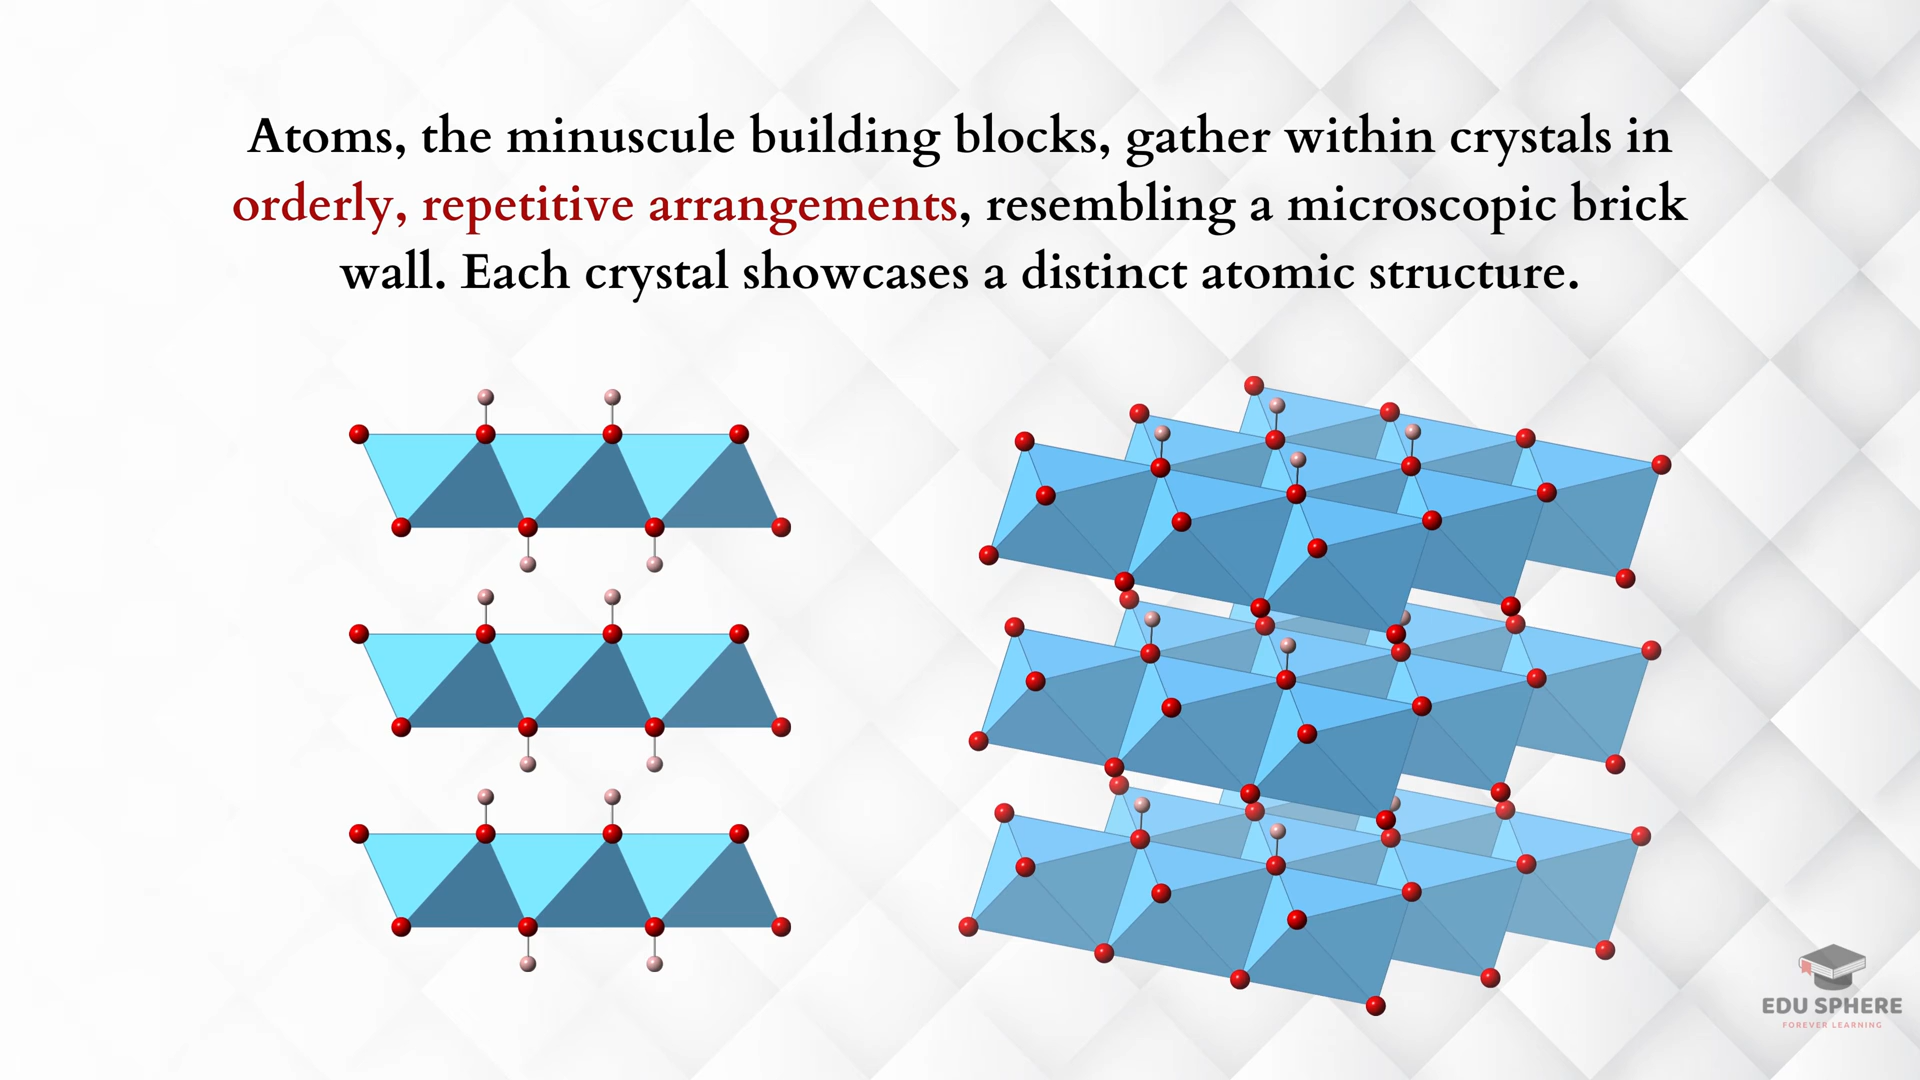 Atoms, the minuscule building blocks, gather within crystals in
orderly, repetitive arrangements, resembling a microscopic brick
wall. Each crystal showcases a distinct atomic structure.
EDU SPHERE
FOREVER LEARNING